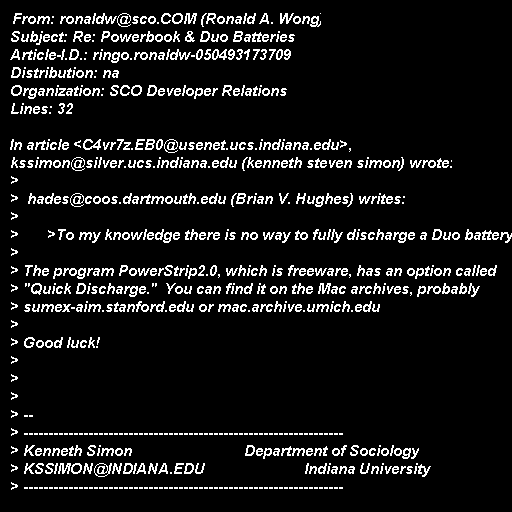 From: ronaldw@sco.COM (Ronald A. Wong)
Subject: Re: Powerbook & Duo Batteries
Article-I.D.: ringo.ronaldw-050493173709
Distribution: na
Organization: SCO Developer Relations
Lines: 32

In article <C4vr7z.EB0@usenet.ucs.indiana.edu>,
kssimon@silver.ucs.indiana.edu (kenneth steven simon) wrote:
>
>  hades@coos.dartmouth.edu (Brian V. Hughes) writes:
>
>       >To my knowledge there is no way to fully discharge a Duo battery
>
> The program PowerStrip2.0, which is freeware, has an option called
> "Quick Discharge."  You can find it on the Mac archives, probably
> sumex-aim.stanford.edu or mac.archive.umich.edu
>
> Good luck!
>
>
>
> --
> ----------------------------------------------------------------
> Kenneth Simon                           Department of Sociology
> KSSIMON@INDIANA.EDU                        Indiana University
> ----------------------------------------------------------------